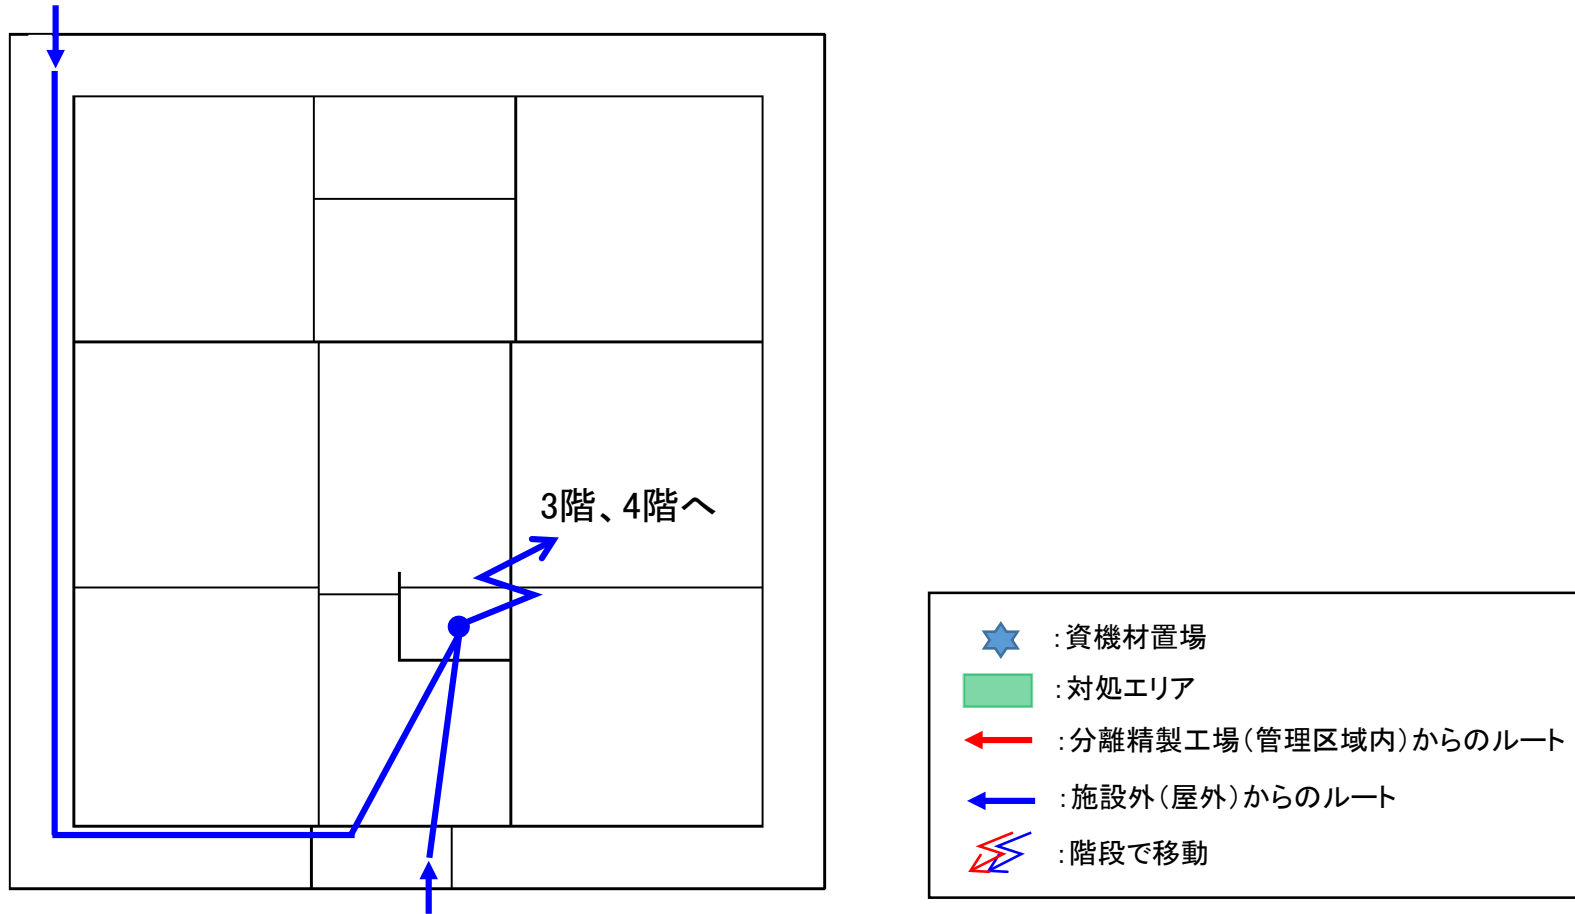 3階、4階へ
：資機材置場
：対処エリア
：分離精製工場（管理区域内）からのルート
：施設外（屋外）からのルート
：階段で移動